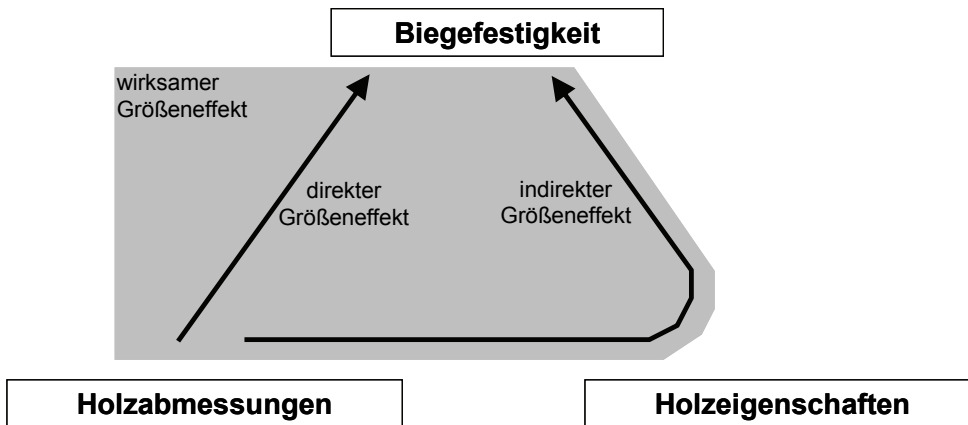 Biegefestigkeit
wirksamer
Größeneffekt
direkter
Größeneffekt
indirekter
Größeneffekt
Holzabmessungen
Holzeigenschaften